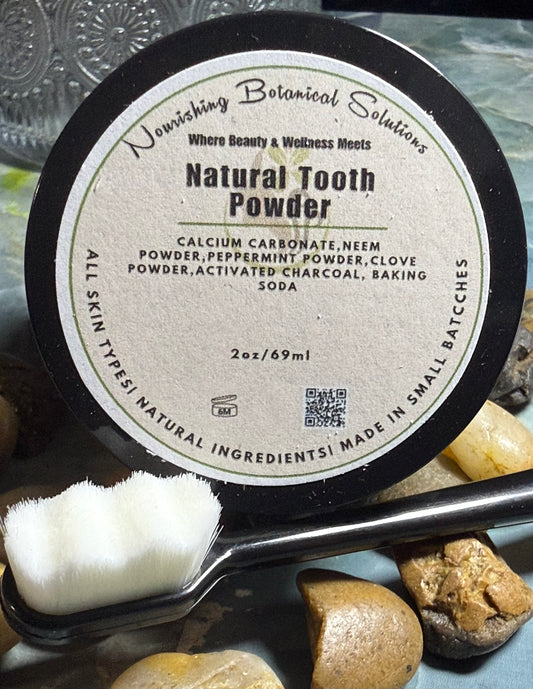 Nourishing Botanical Solutions
Where Beauty & Wellness Meets
Natural Tooth
Powder
CALCIUM CARBONATE,NEEM
POWDER,PEPPERMINT POWDER,CLOVE
POWDER,ACTIVATED CHARCOAL, BAKING
SODA
2oz/69ml
6M
ALL SKIN TYPES| NATURAL INGREDIENTS| MADE IN SMALL BATCCHES